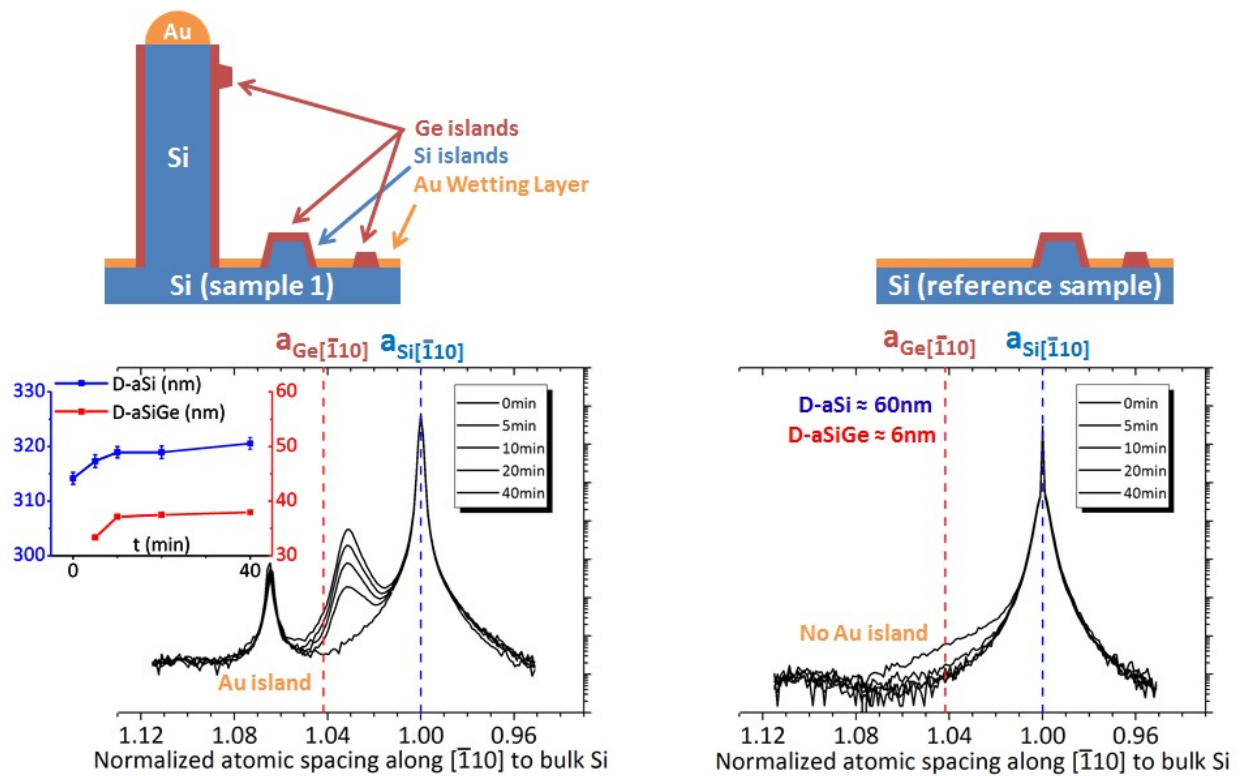 Au
Si
Ge islands
Si islands
Au Wetting Layer
Si (sample 1)
Si (reference sample)
aGe[1̄10]
aSi[1̄10]
330
320
310
300
D-aSi (nm)
D-aSiGe (nm)
60
50
40
30
t (min)
0
40
0min
5min
10min
20min
40min
Au island
1.12
1.08
1.04
1.00
0.96
Normalized atomic spacing along [1̄10] to bulk Si
aGe[1̄10]
aSi[1̄10]
D-aSi ≈ 60nm
D-aSiGe ≈ 6nm
0min
5min
10min
20min
40min
No Au island
1.12
1.08
1.04
1.00
0.96
Normalized atomic spacing along [1̄10] to bulk Si